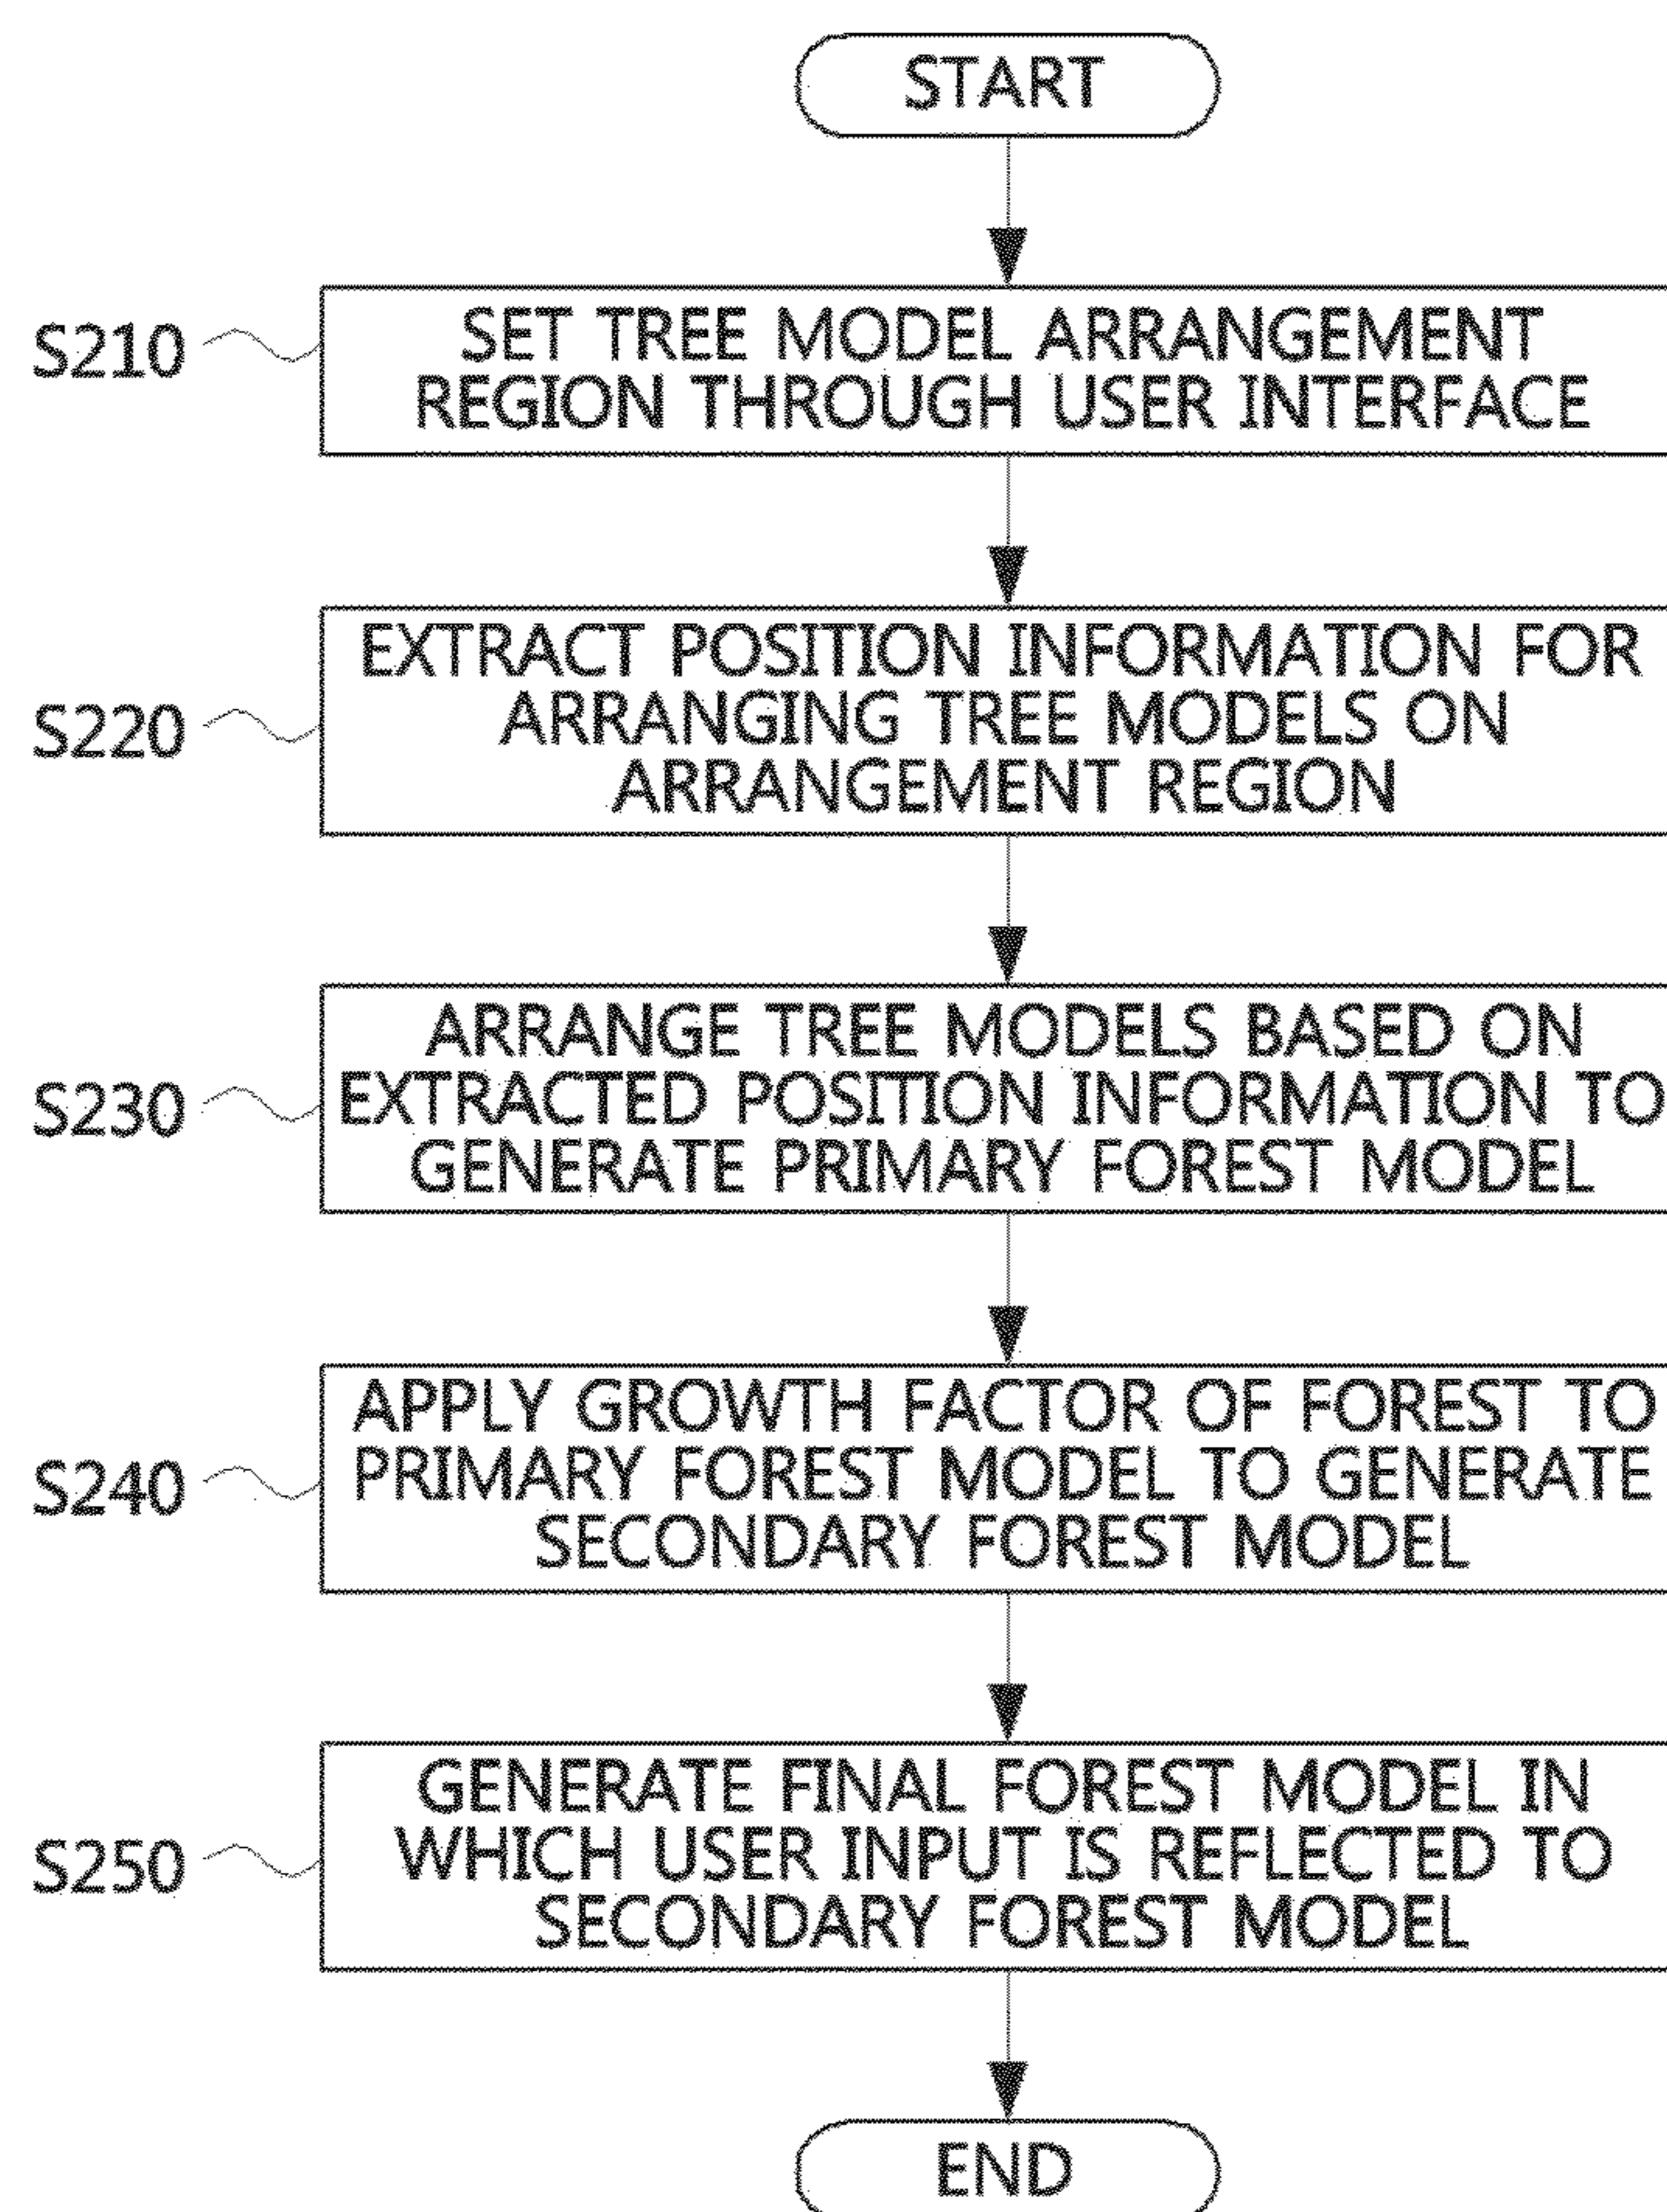 START
S210
SET TREE MODEL ARRANGEMENT
REGION THROUGH USER INTERFACE
S220
EXTRACT POSITION INFORMATION FOR
ARRANGING TREE MODELS ON
ARRANGEMENT REGION
S230
ARRANGE TREE MODELS BASED ON
EXTRACTED POSITION INFORMATION TO
GENERATE PRIMARY FOREST MODEL
S240
APPLY GROWTH FACTOR OF FOREST TO
PRIMARY FOREST MODEL TO GENERATE
SECONDARY FOREST MODEL
S250
GENERATE FINAL FOREST MODEL IN
WHICH USER INPUT IS REFLECTED TO
SECONDARY FOREST MODEL
END